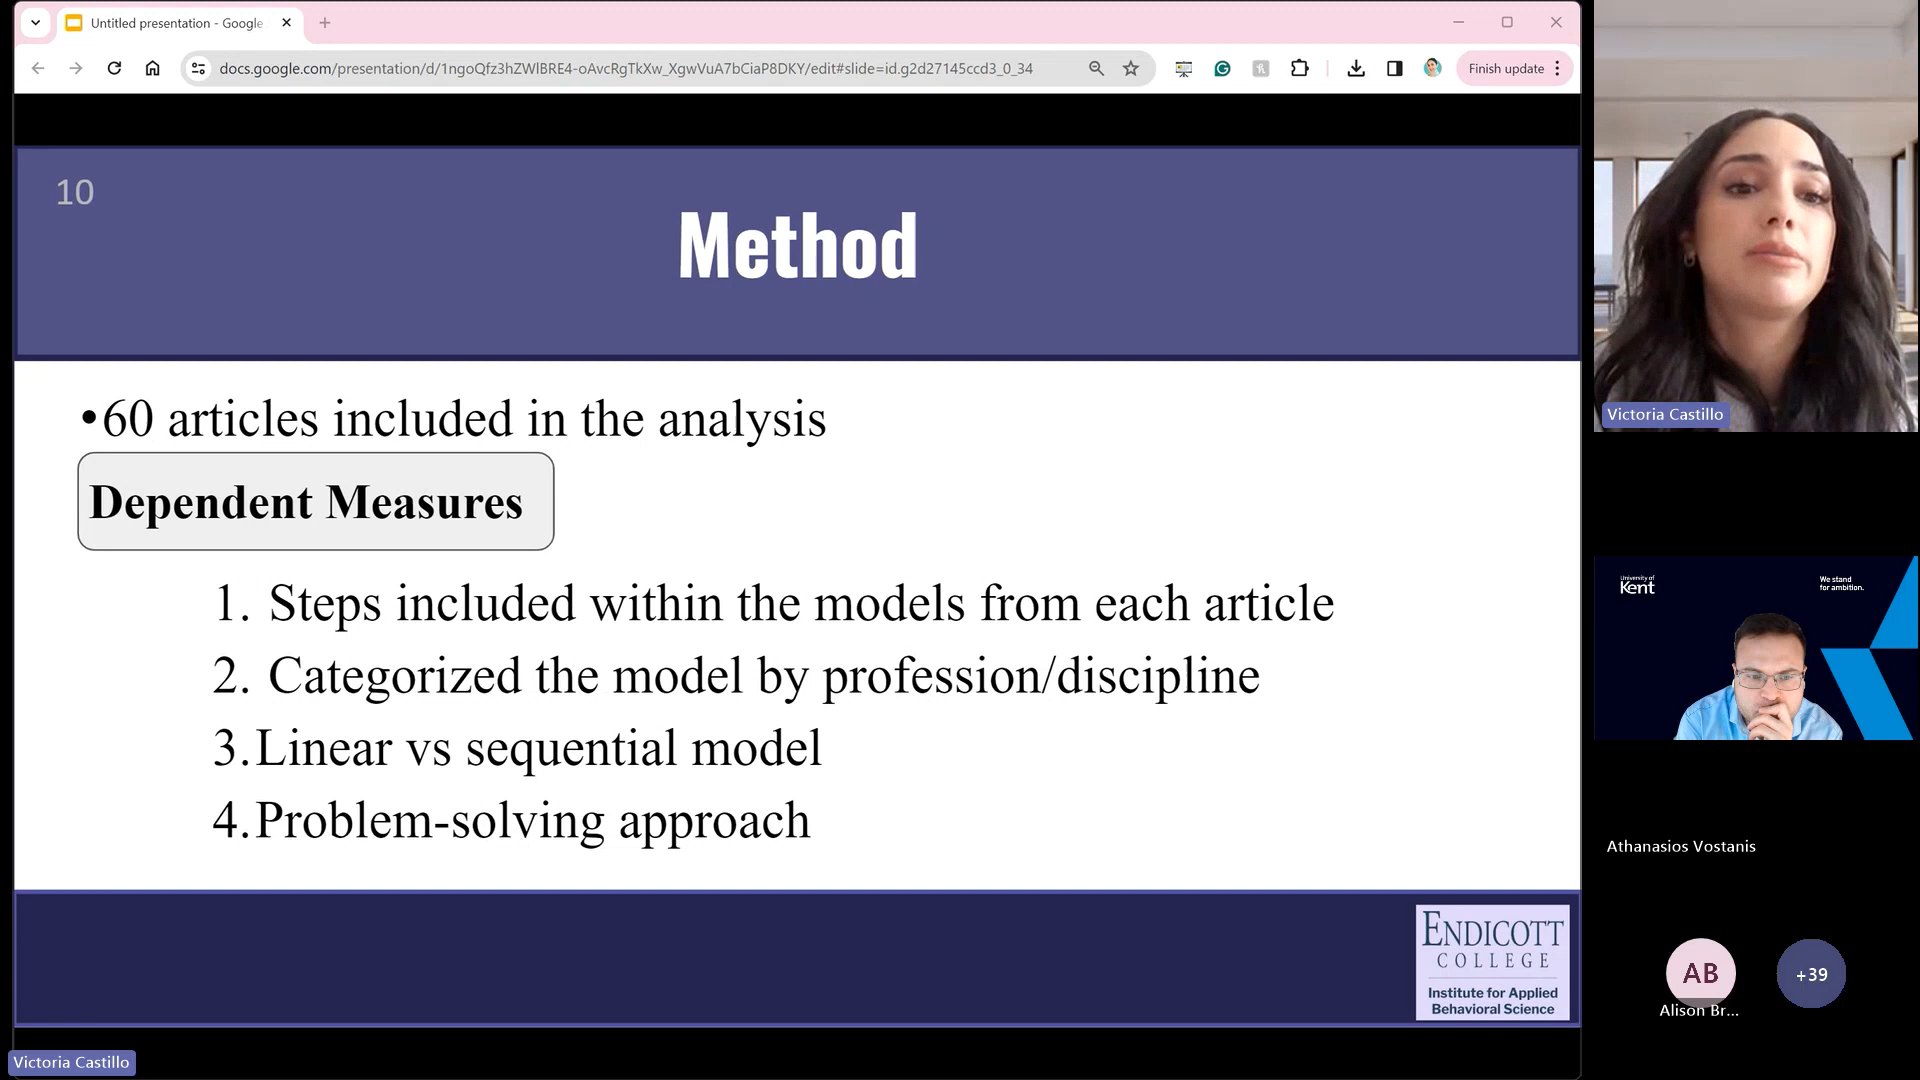 Untitled presentation - Google
docs.google.com/presentation/d/1ngoQfz3hZWlBRE4-oAvcRgTkXw_XgwVuA7bCiaP8DKY/edit#slide=id.g2d27145ccd3_0_34
Finish update
10
Method
•60 articles included in the analysis
Dependent Measures
1. Steps included within the models from each article
2. Categorized the model by profession/discipline
3. Linear vs sequential model
4. Problem-solving approach
ENDICOTT
COLLEGE
Institute for Applied
Behavioral Science
Victoria Castillo
Victoria Castillo
University of
Kent
We stand
for ambition.
Athanasios Vostanis
AB
Alison Br...
+39